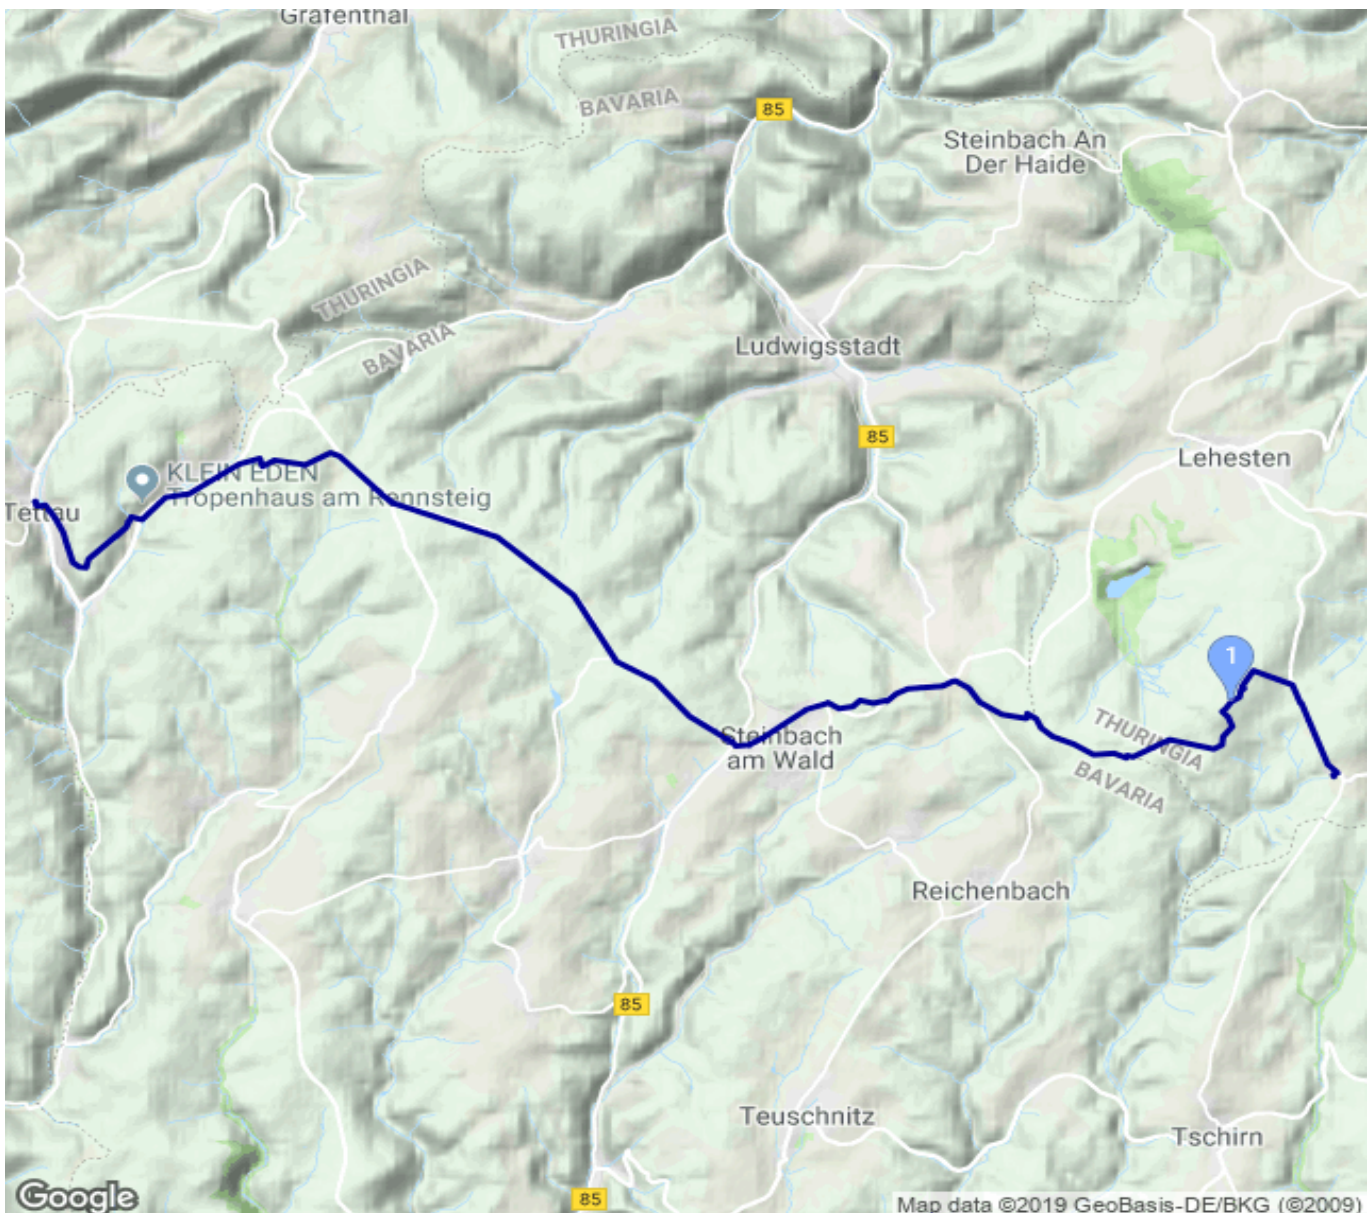 Gräfenthal
THURINGIA
BAVARIA
85
Steinbach An
Der Haide
THURINGIA
BAVARIA
Ludwigsstadt
85
Lehesten
KLEIN EDEN
Tropenhaus am Rennsteig
Tettau
1
Steinbach
am Wald
THURINGIA
BAVARIA
Reichenbach
85
Teuschnitz
Tschirn
85
Google
Map data ©2019 GeoBasis-DE/BKG (©2009)